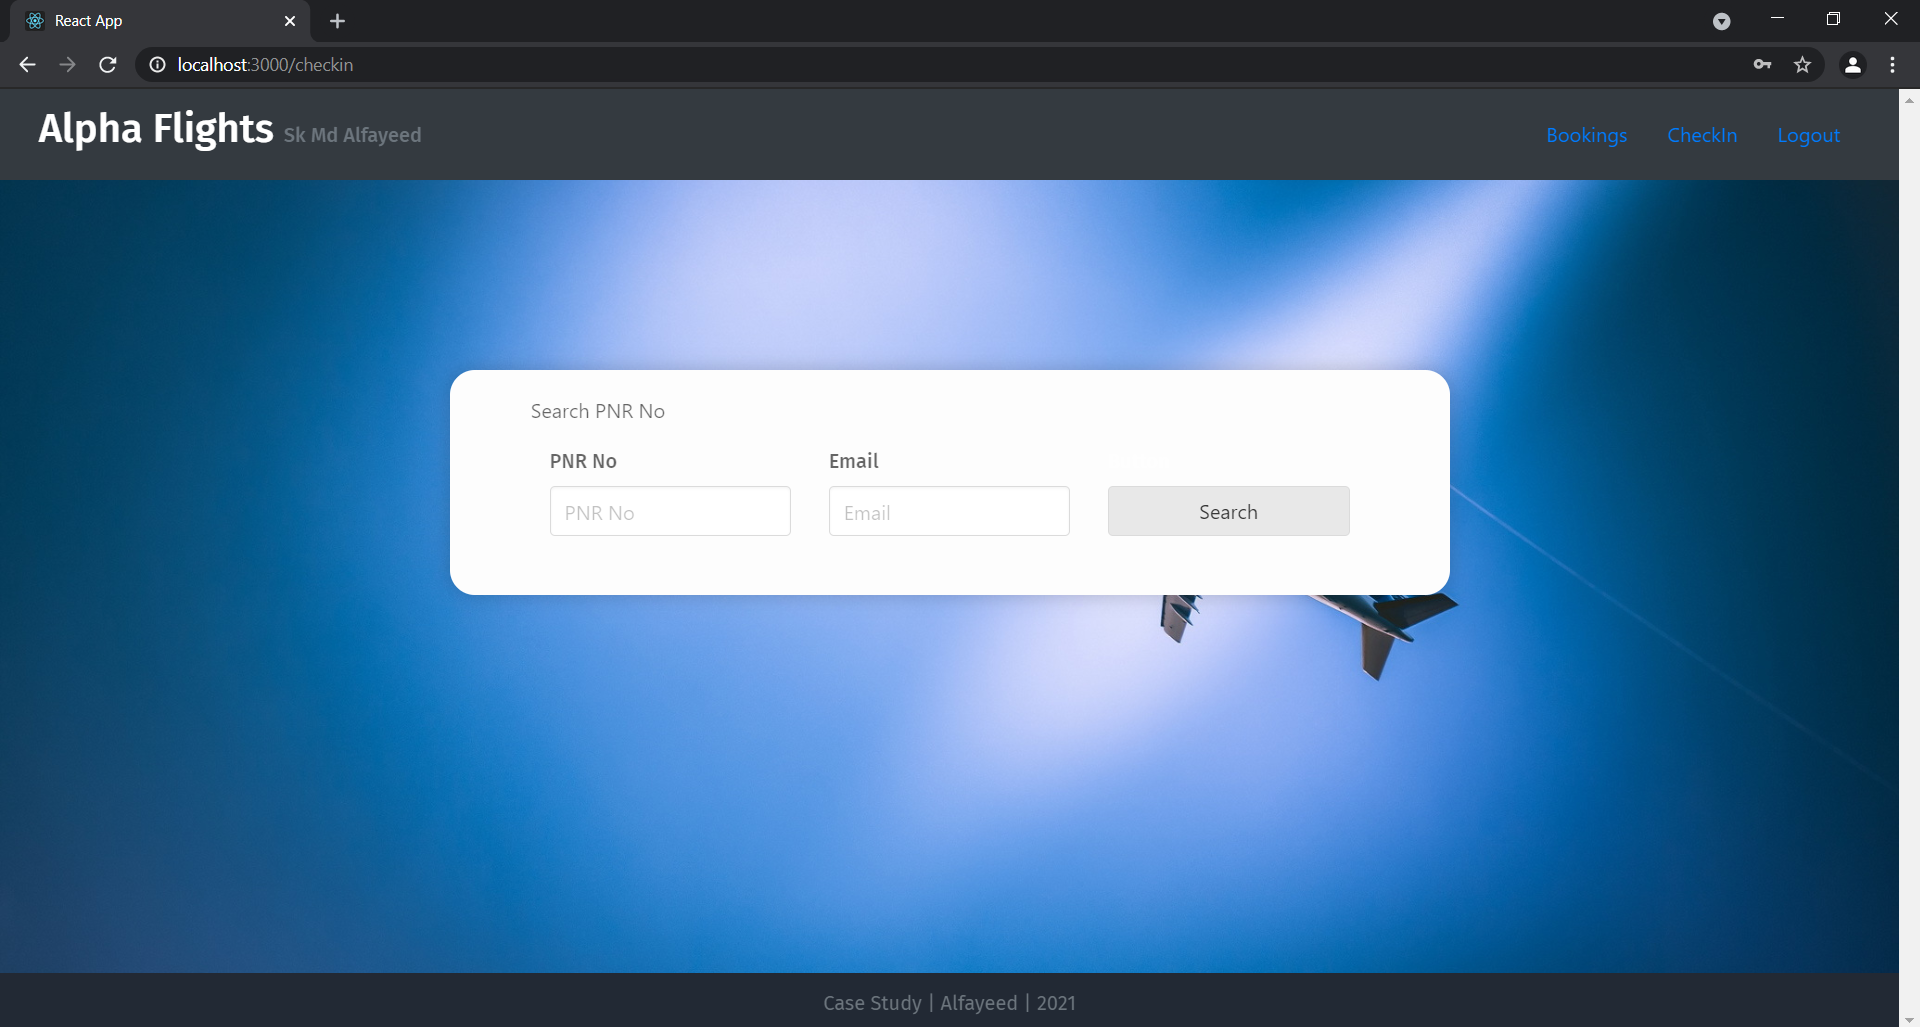 React App
localhost:3000/checkin
Alpha Flights Sk Md Alfayeed
Bookings CheckIn Logout
Search PNR No
PNR No Email
PNR No Email Search
Case Study | Alfayeed | 2021